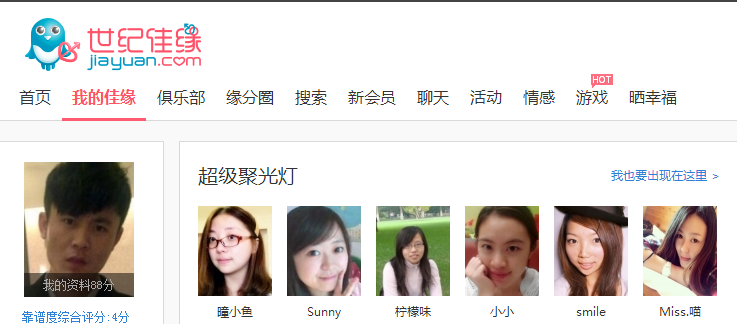 世纪佳缘
jiayuan.com
HOT
首页 我的佳缘 俱乐部 缘分圈 搜索 新会员 聊天 活动 情感 游戏 晒幸福
超级聚光灯 我也要出现在这里 >
我的资料88分
靠谱度综合评分:4分
瞳小鱼 Sunny 柠檬味 小小 smile Miss.喵